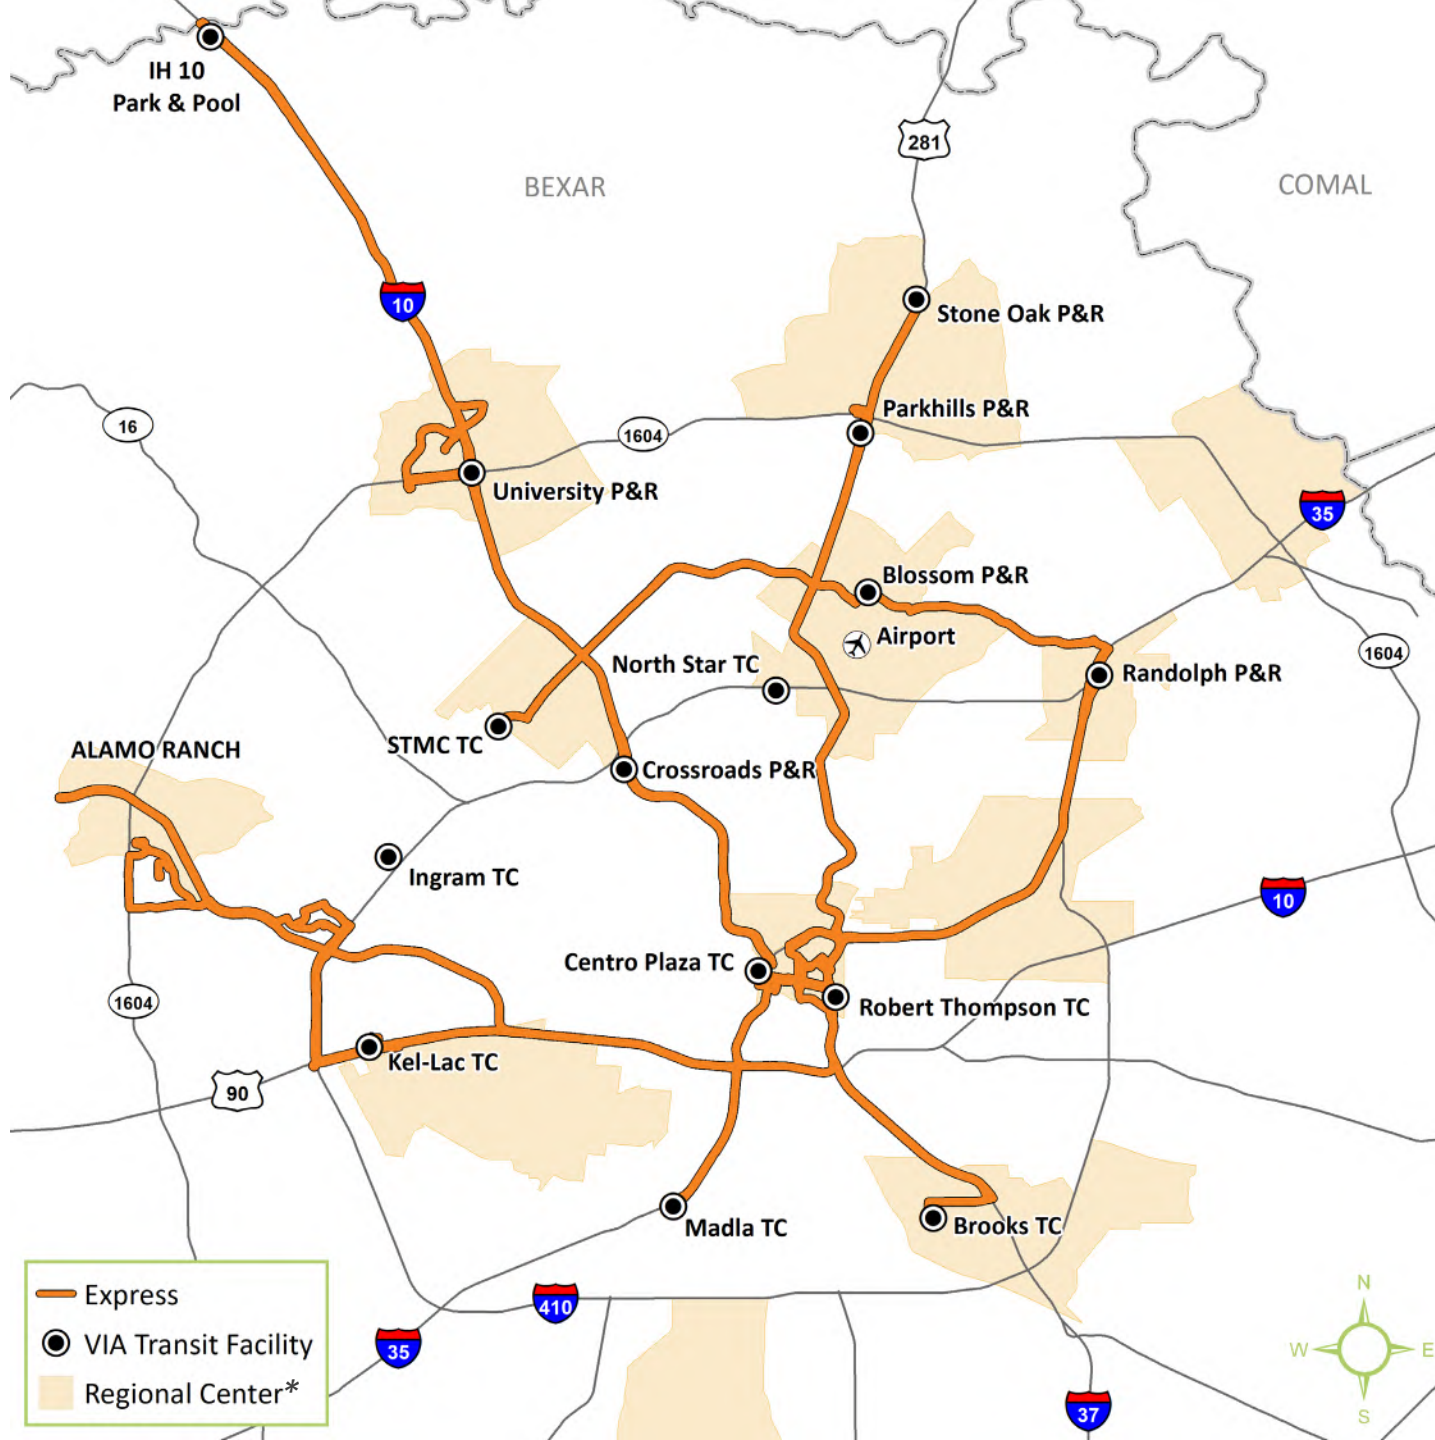 IH 10
Park & Pool
281
BEXAR
COMAL
10
Stone Oak P&R
Parkhills P&R
16
1604
University P&R
35
Blossom P&R
Airport
1604
North Star TC
Randolph P&R
STMC TC
ALAMO RANCH
Crossroads P&R
Ingram TC
10
Centro Plaza TC
1604
Robert Thompson TC
Kel-Lac TC
90
Madla TC
Brooks TC
Express
VIA Transit Facility
Regional Center*
410
35
37
N
W
E
S